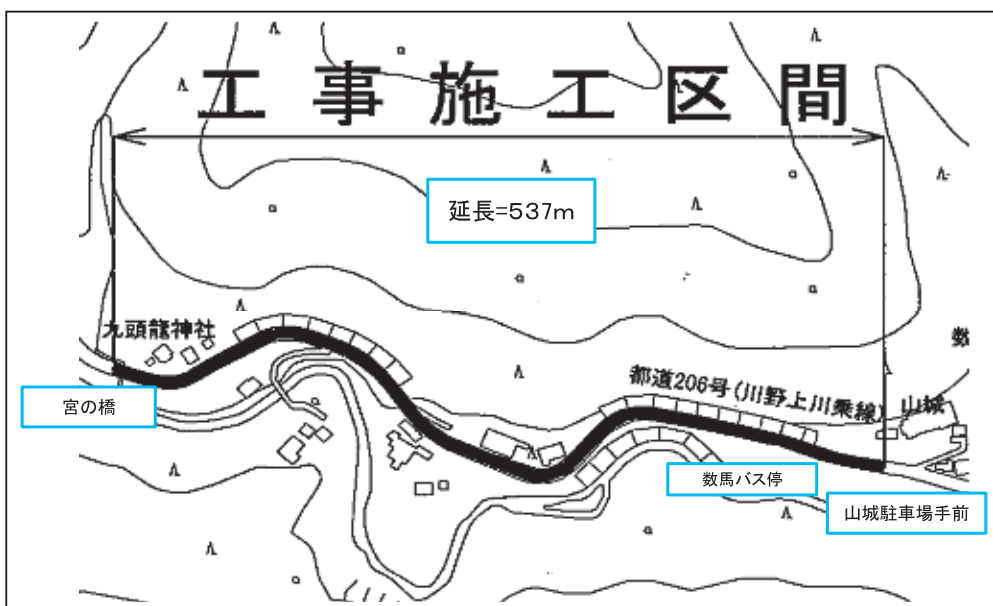 工事施工区間
延長=537m
九頭龍神社
数
都道206号(川野上川乗線)
山城
宮の橋
数馬バス停
山城駐車場手前